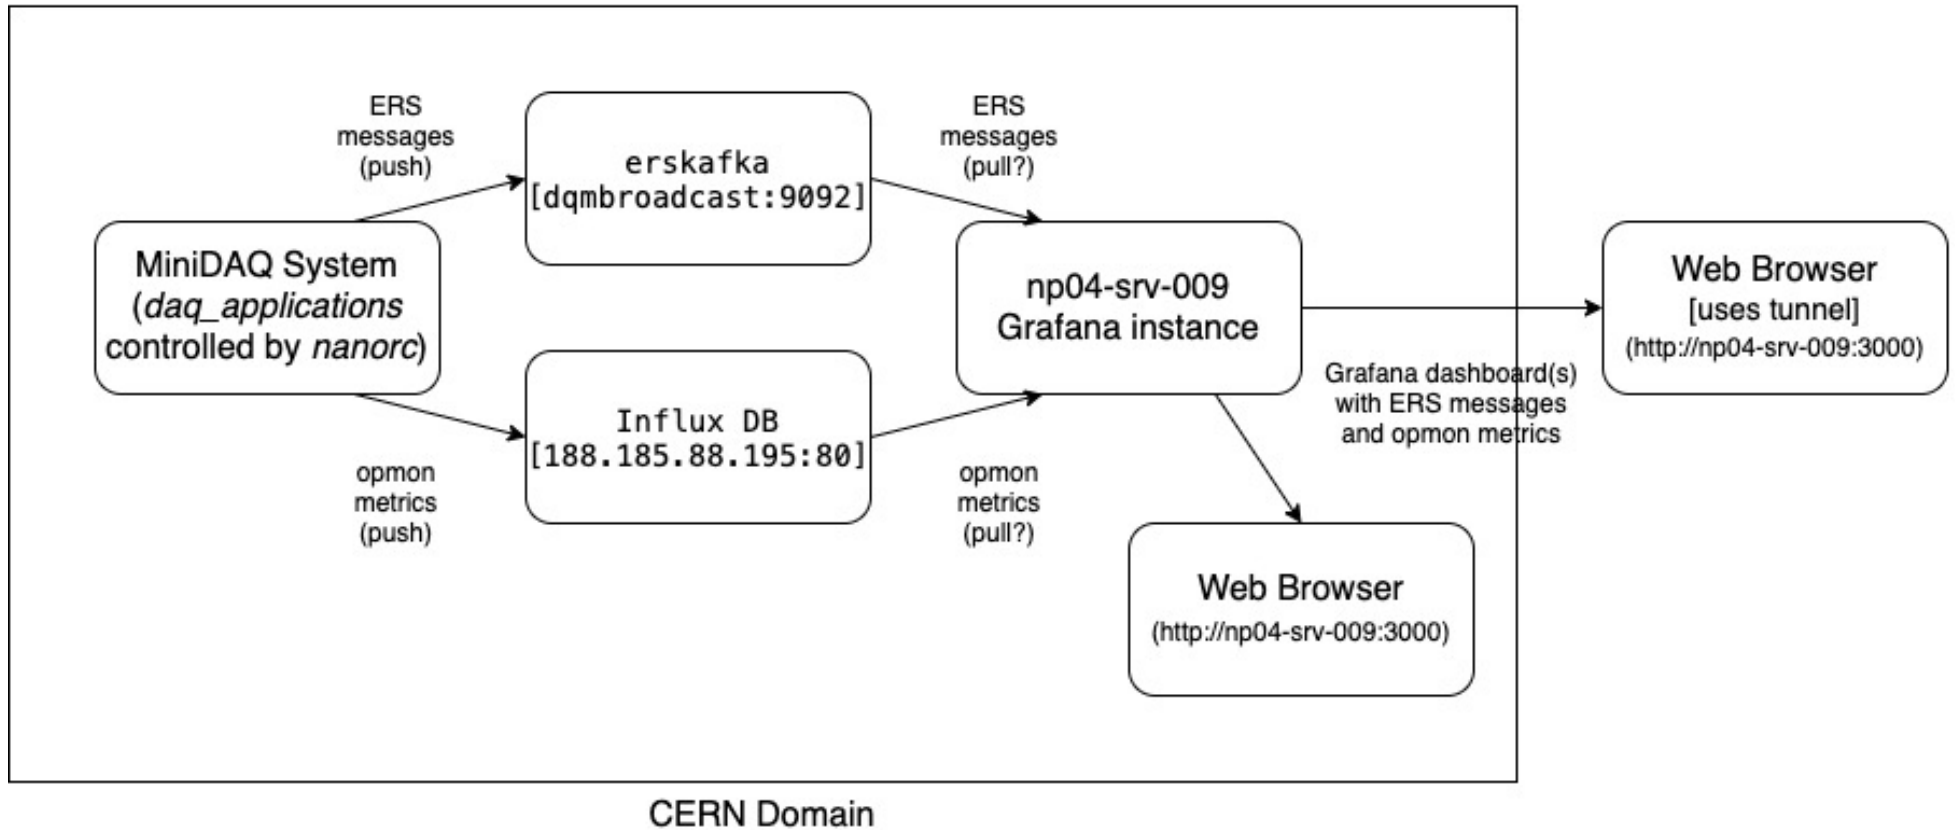 ERS
messages
(push)
erskafka
[dqmbroadcast:9092]
ERS
messages
(pull?)
MiniDAQ System
(daq_applications
controlled by nanorc)
np04-srv-009
Grafana instance
Web Browser
[uses tunnel]
(http://np04-srv-009:3000)
Influx DB
[188.185.88.195:80]
Grafana dashboard(s)
with ERS messages
and opmon metrics
opmon
metrics
(push)
opmon
metrics
(pull?)
Web Browser
(http://np04-srv-009:3000)
CERN Domain